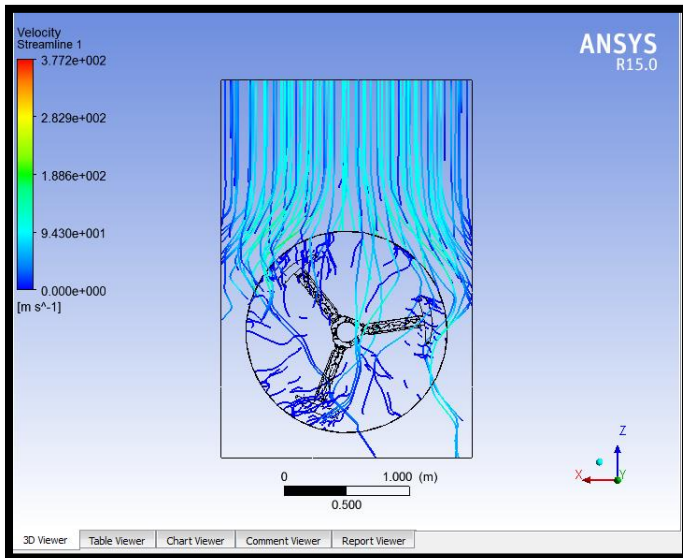 Velocity
Streamline 1
3.772e+002
2.829e+002
1.886e+002
9.430e+001
0.000e+000
[m s^-1]
ANSYS
R15.0
0
1.000 (m)
0.500
Z
X
Y
3D Viewer
Table Viewer
Chart Viewer
Comment Viewer
Report Viewer